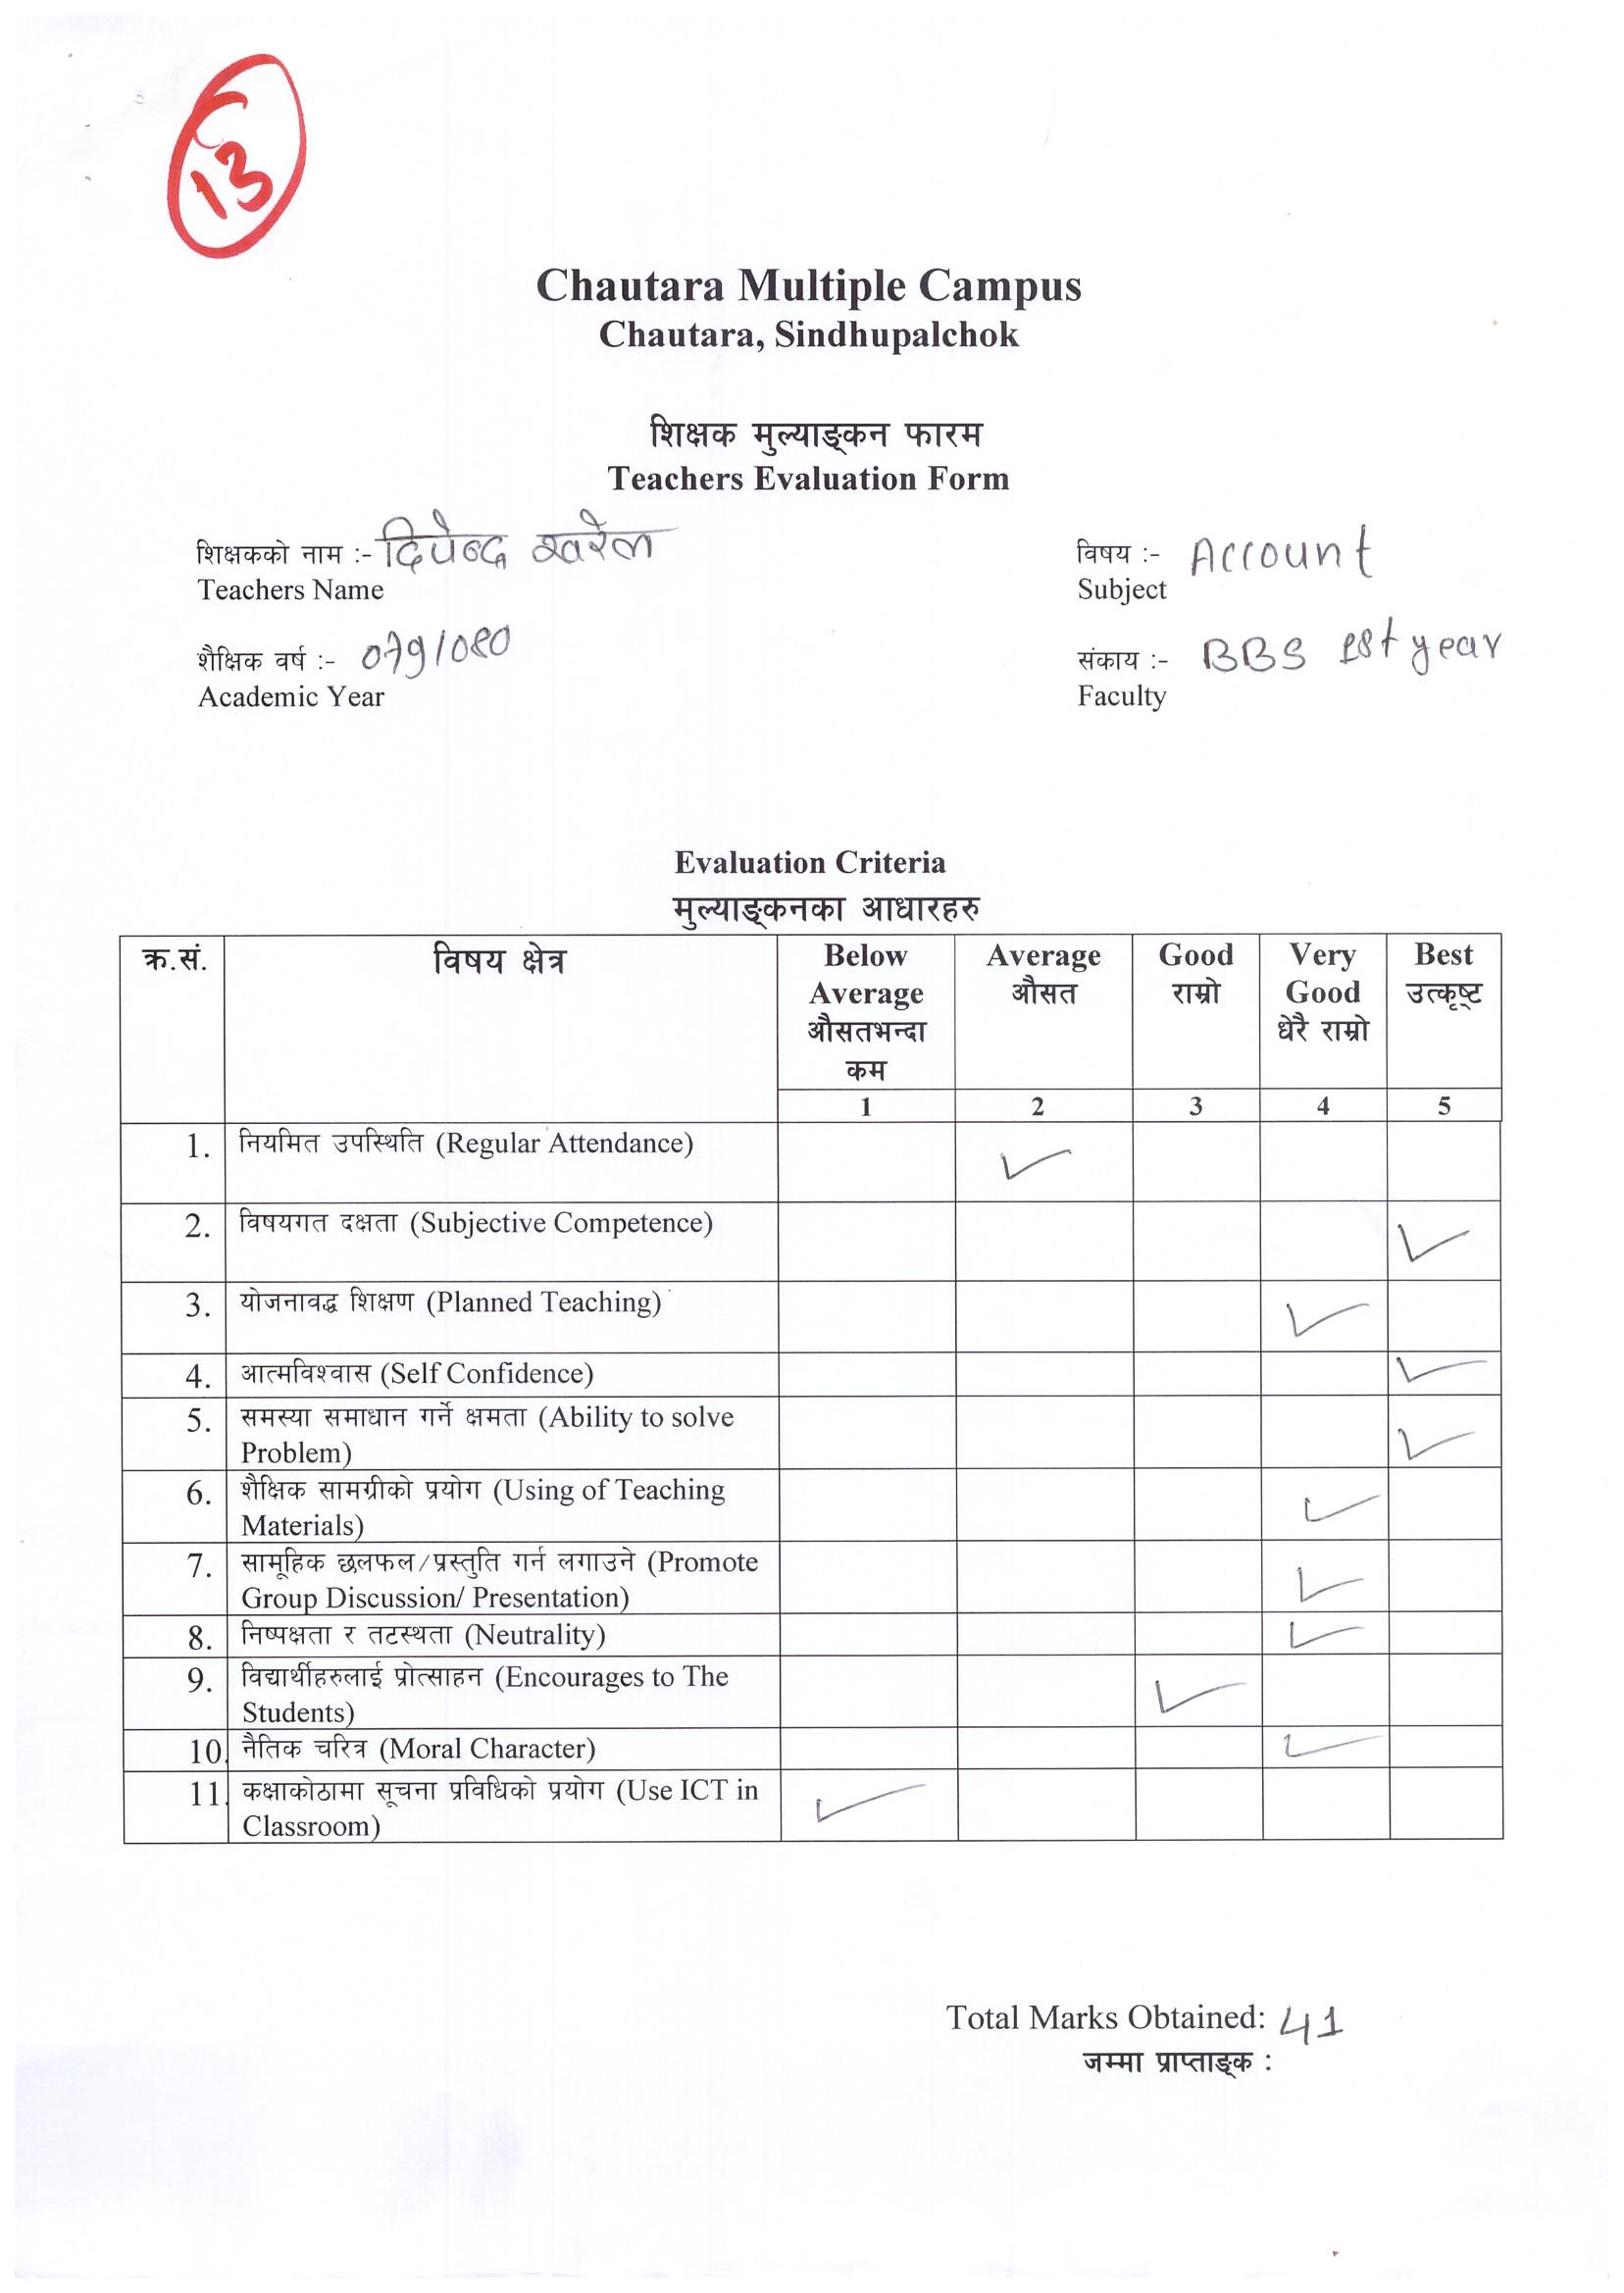 13
Chautara Multiple Campus
Chautara, Sindhupalchok
शिक्षक मुल्याङ्कन फारम
Teachers Evaluation Form
शिक्षकको नाम :- दिपेन्द्र खरेल
Teachers Name
विषय :- Account
Subject
शैक्षिक वर्ष :- 079/080
Academic Year
संकाय :- BBS 1st year
Faculty
Evaluation Criteria
मुल्याङ्कनका आधारहरु
क्र.सं. विषय क्षेत्र Below Average औसतभन्दा कम Average औसत Good राम्रो Very Good धेरै राम्रो Best उत्कृष्ट
1 2 3 4 5
1. नियमित उपस्थिति (Regular Attendance) ✓
2. विषयगत दक्षता (Subjective Competence) ✓
3. योजनावद्ध शिक्षण (Planned Teaching) ✓
4. आत्मविश्वास (Self Confidence) ✓
5. समस्या समाधान गर्ने क्षमता (Ability to solve
Problem) ✓
6. शैक्षिक सामग्रीको प्रयोग (Using of Teaching
Materials) ✓
7. सामूहिक छलफल/प्रस्तुति गर्न लगाउने (Promote
Group Discussion/ Presentation) ✓
8. निष्पक्षता र तटस्थता (Neutrality) ✓
9. विद्यार्थीहरुलाई प्रोत्साहन (Encourages to The
Students) ✓
10. नैतिक चरित्र (Moral Character) ✓
11. कक्षाकोठामा सूचना प्रविधिको प्रयोग (Use ICT in
Classroom) ✓
Total Marks Obtained: 41
जम्मा प्राप्ताङ्क :